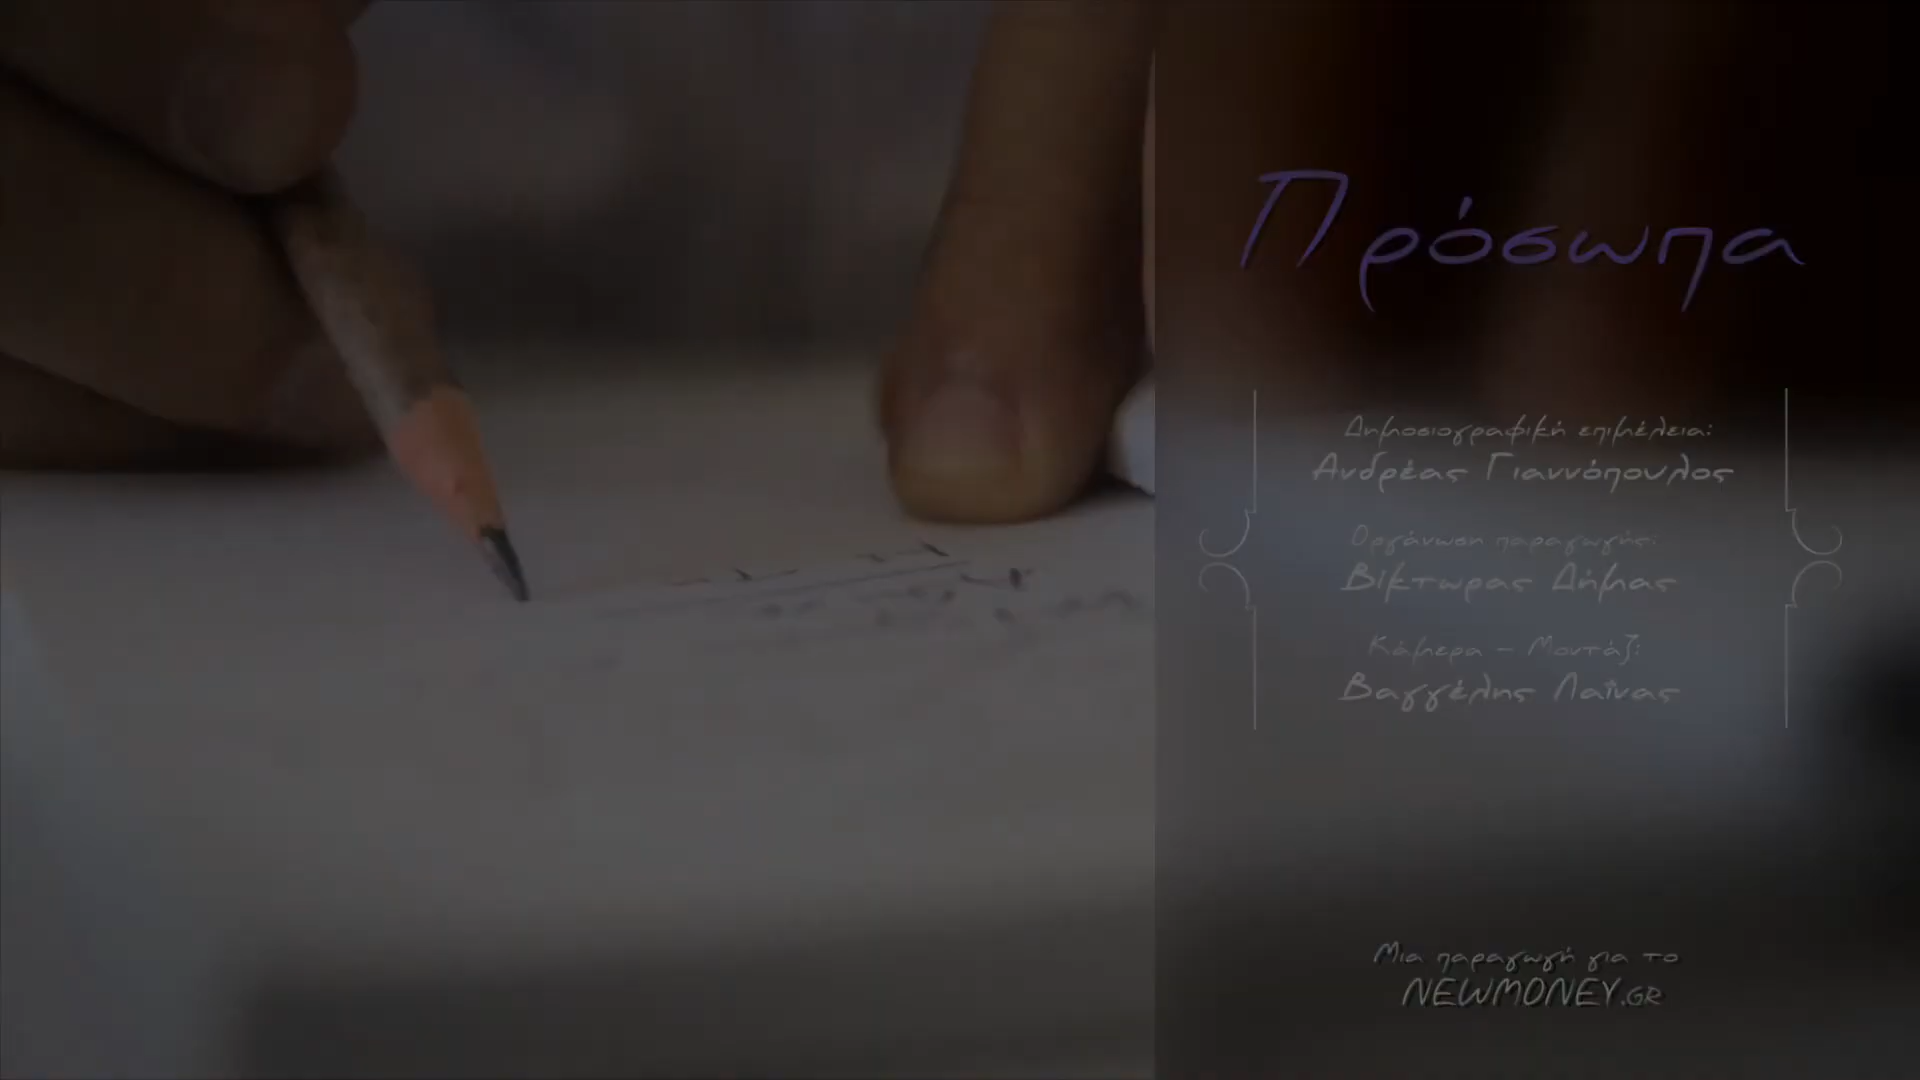 Πρόσωπα
Δημοσιογραφική επιμέλεια:
Ανδρέας Γιαννόπουλος
Οργάνωση παραγωγής:
Βίκτωρας Δήμας
Κάμερα – Μοντάζ:
Βαγγέλης Λαΐνας
Μια παραγωγή για το
NEWMONEY.GR